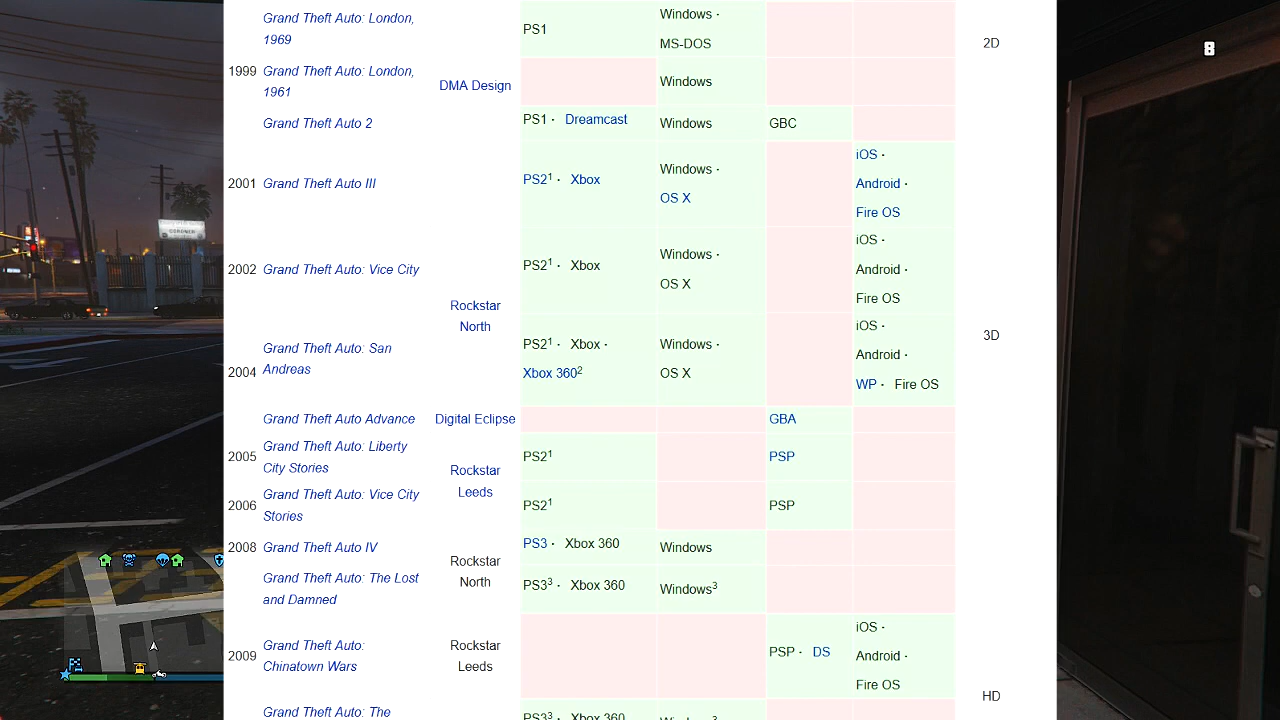 Grand Theft Auto: London,
1969
PS1
Windows ·
MS-DOS
2D
1999
Grand Theft Auto: London,
1961
DMA Design
Windows
Grand Theft Auto 2
PS1 · Dreamcast
Windows
GBC
2001
Grand Theft Auto III
PS2¹ · Xbox
Windows ·
OS X
iOS ·
Android ·
Fire OS
2002
Grand Theft Auto: Vice City
PS2¹ · Xbox
Windows ·
OS X
iOS ·
Android ·
Fire OS
Rockstar
North
3D
2004
Grand Theft Auto: San
Andreas
PS2¹ · Xbox ·
Xbox 360²
Windows ·
OS X
iOS ·
Android ·
WP · Fire OS
Grand Theft Auto Advance
Digital Eclipse
GBA
2005
Grand Theft Auto: Liberty
City Stories
Rockstar
Leeds
PS2¹
PSP
2006
Grand Theft Auto: Vice City
Stories
PS2¹
PSP
2008
Grand Theft Auto IV
Rockstar
North
PS3 · Xbox 360
Windows
Grand Theft Auto: The Lost
and Damned
PS3³ · Xbox 360
Windows³
2009
Grand Theft Auto:
Chinatown Wars
Rockstar
Leeds
PSP · DS
iOS ·
Android ·
Fire OS
HD
Grand Theft Auto: The
PS3³ · Xbox 360
Windows³